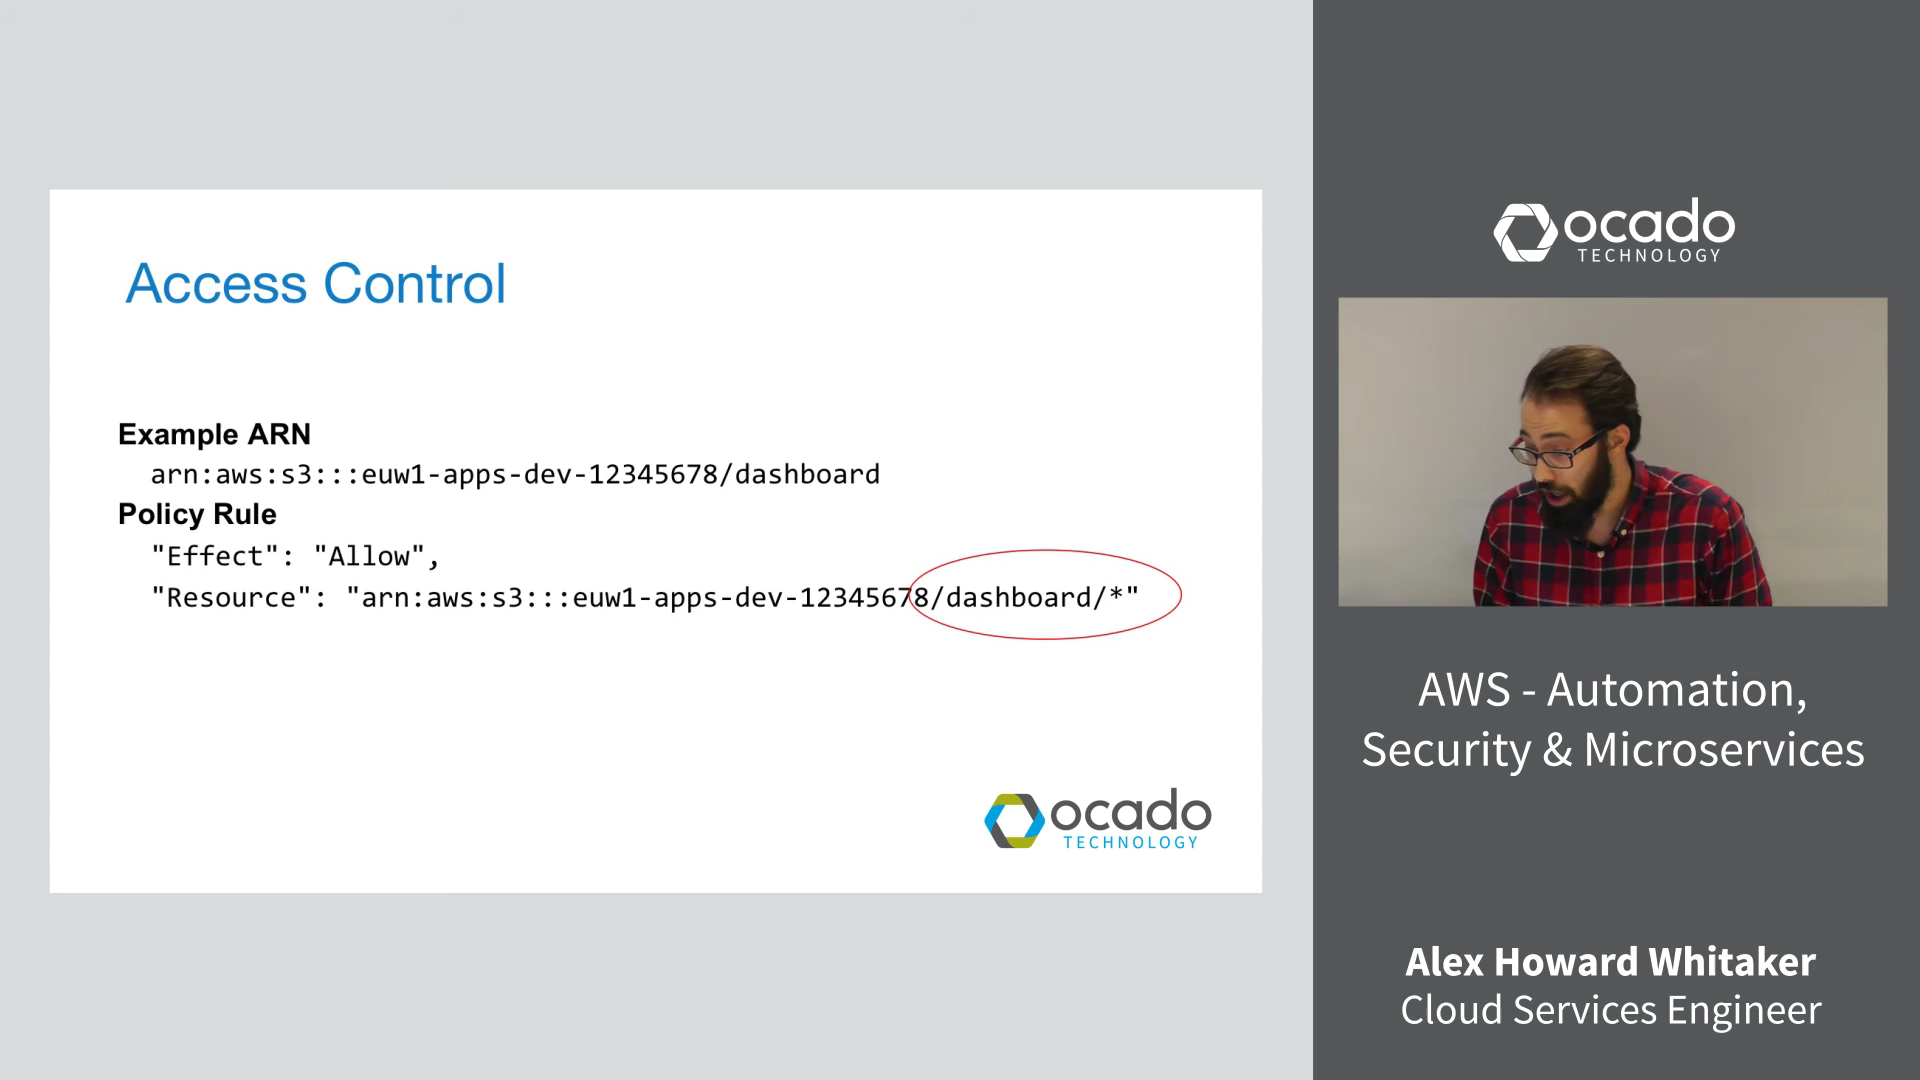 Access Control
Example ARN
arn:aws:s3:::euw1-apps-dev-12345678/dashboard
Policy Rule
"Effect": "Allow",
"Resource": "arn:aws:s3:::euw1-apps-dev-12345678/dashboard/*"
ocado
TECHNOLOGY
ocado
TECHNOLOGY
AWS - Automation,
Security & Microservices
Alex Howard Whitaker
Cloud Services Engineer